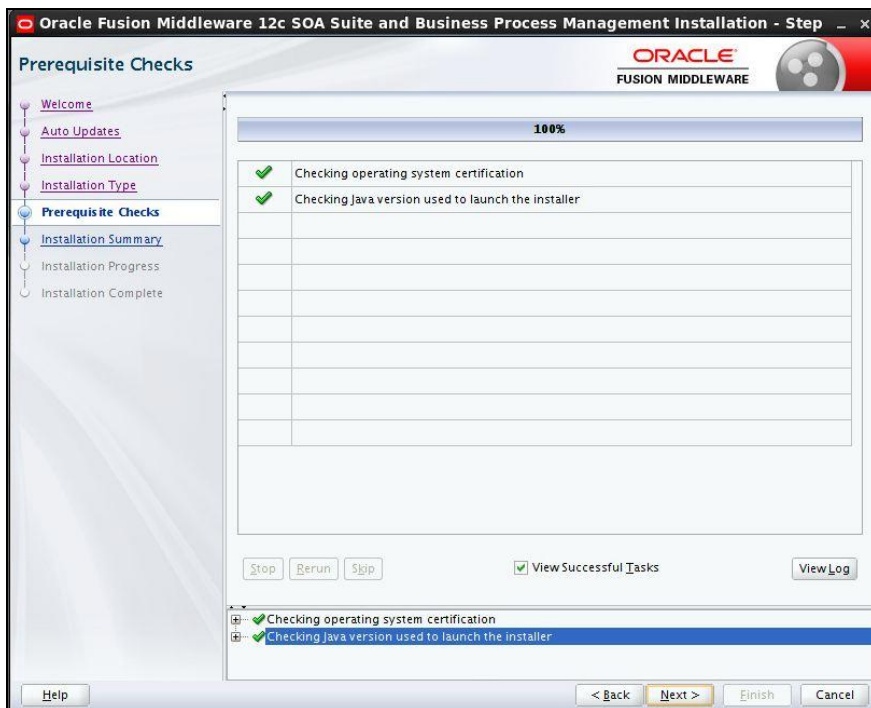 Oracle Fusion Middleware 12c SOA Suite and Business Process Management Installation - Step
Prerequisite Checks
ORACLE
FUSION MIDDLEWARE
Welcome
Auto Updates
Installation Location
Installation Type
Prerequisite Checks
Installation Summary
Installation Progress
Installation Complete
100%
Checking operating system certification
Checking Java version used to launch the installer
Stop Rerun Skip View Successful Tasks View Log
Checking operating system certification
Checking Java version used to launch the installer
Help < Back Next > Finish Cancel